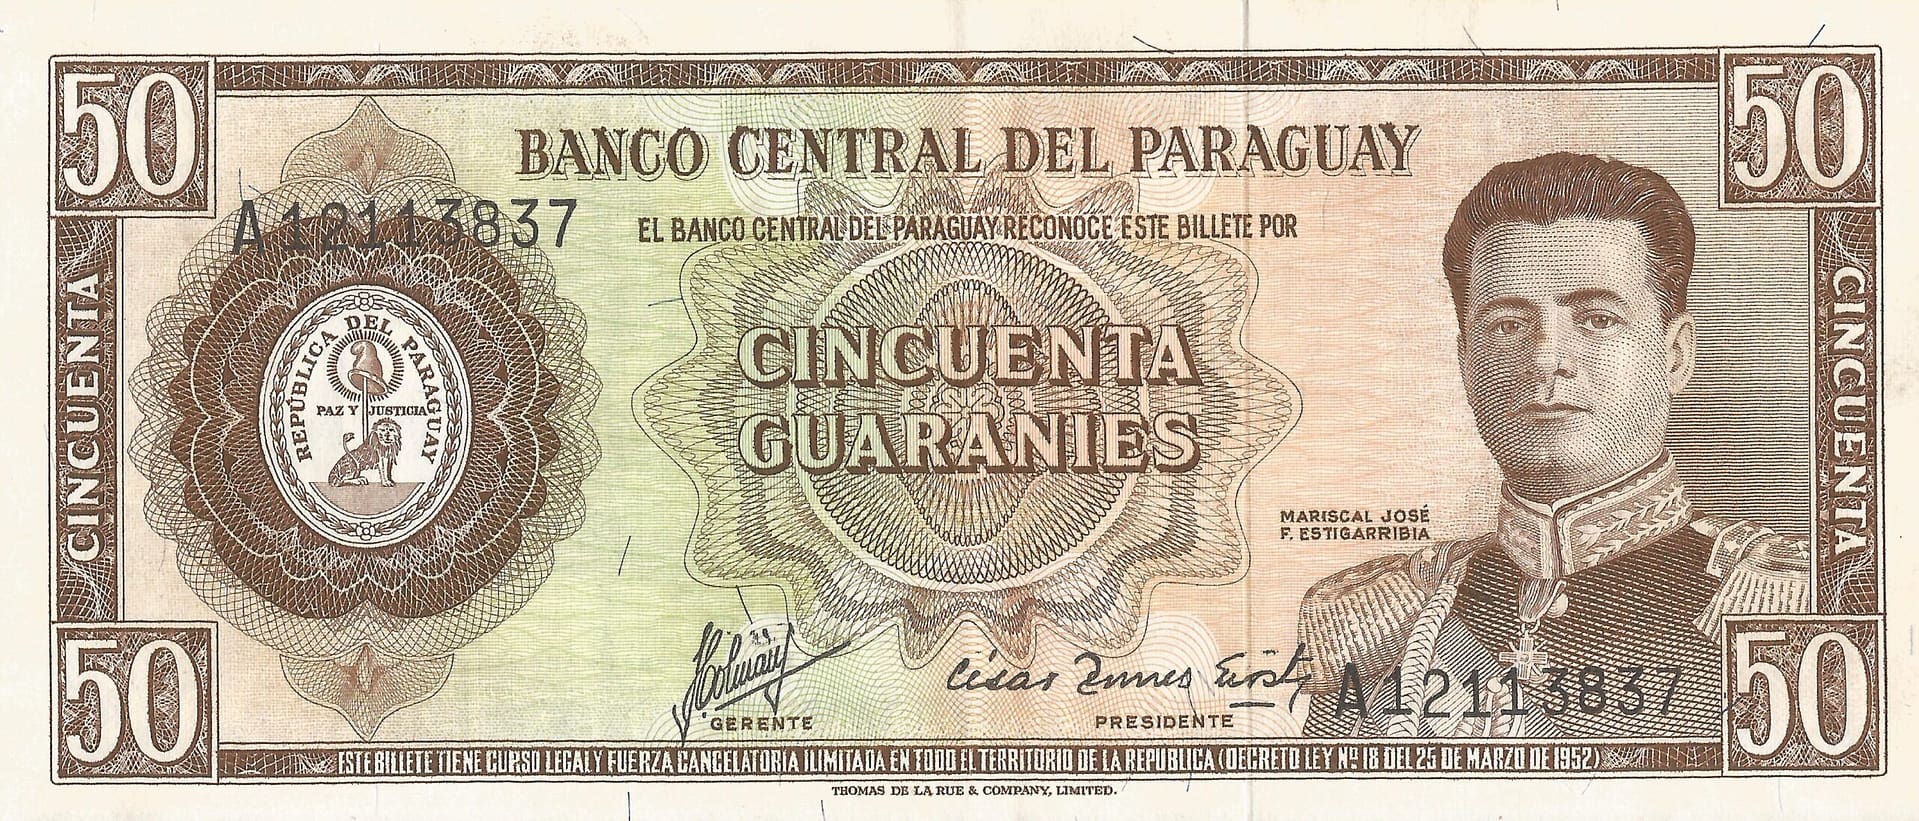 50
50
BANCO CENTRAL DEL PARAGUAY
A12113837
EL BANCO CENTRAL DEL PARAGUAY RECONOCE ESTE BILLETE POR
CINCUENTA
CINCUENTA
REPÚBLICA DEL PARAGUAY
PAZ Y JUSTICIA
CINCUENTA
GUARANIES
MARISCAL JOSÉ
F. ESTIGARRIBIA
GERENTE
PRESIDENTE
A12113837
50
50
ESTE BILLETE TIENE CURSO LEGAL Y FUERZA CANCELATORIA ILIMITADA EN TODO EL TERRITORIO DE LA REPUBLICA (DECRETO LEY Nº 18 DEL 25 DE MARZO DE 1952)
THOMAS DE LA RUE & COMPANY, LIMITED.